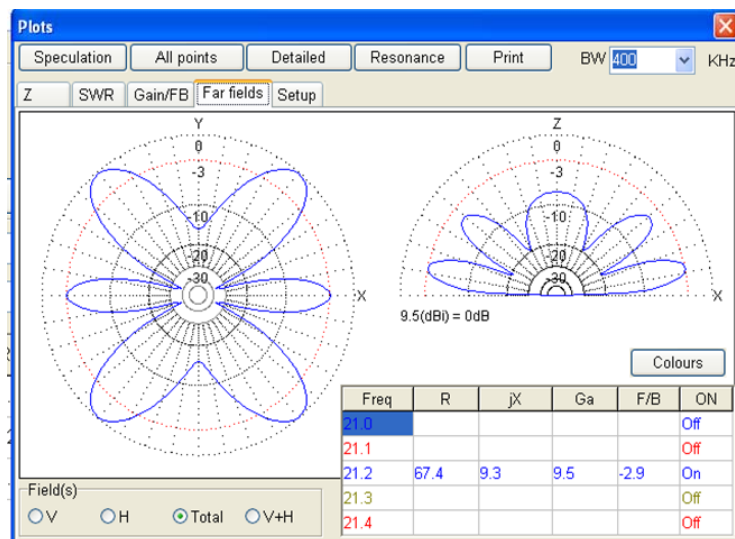 Plots
Speculation All points Detailed Resonance Print BW 400 KHz
Z SWR Gain/FB Far fields Setup
Y
0
-3
-10
-20
-30
X
Z
0
-3
-10
-20
-30
X
9.5(dBi) = 0dB
Colours
Freq R jX Ga F/B ON
21.0 Off
21.1 Off
21.2 67.4 9.3 9.5 -2.9 On
21.3 Off
21.4 Off
Field(s)
V H Total V+H